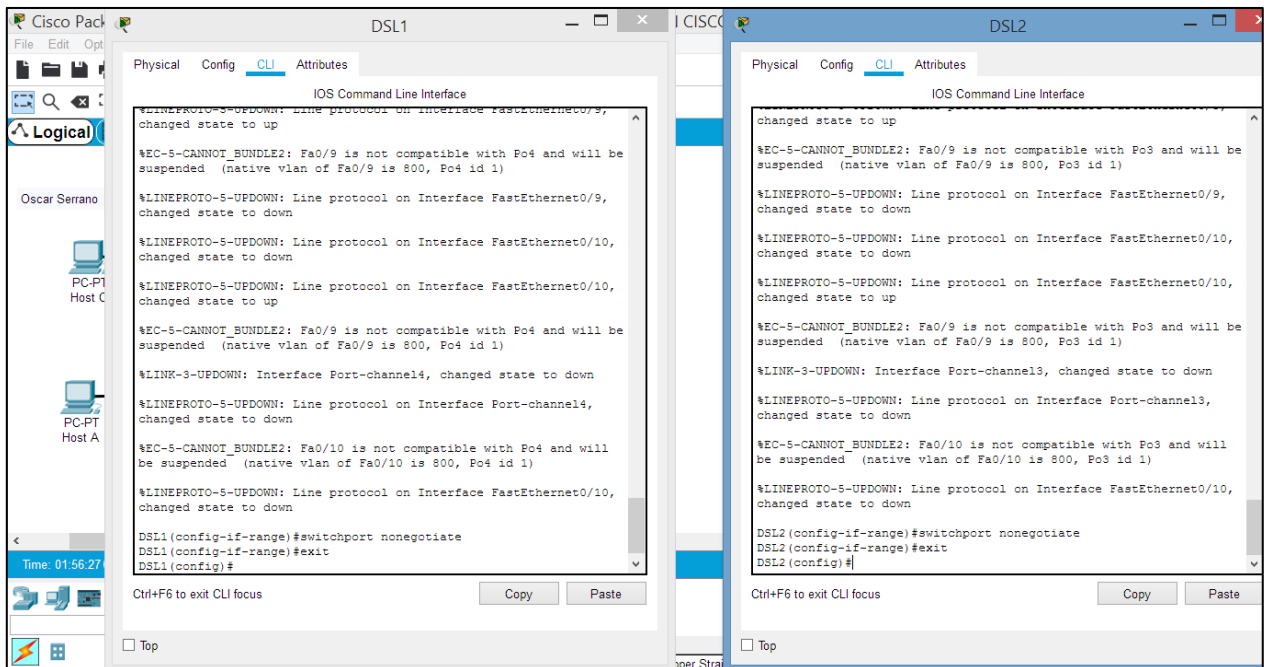 Cisco Pack
File Edit Opt
Logical
Oscar Serrano
PC-PT
Host C
PC-PT
Host A
Time: 01:56:27
DSL1
Physical Config CLI Attributes
IOS Command Line Interface
%LINEPROTO-5-UPDOWN: Line protocol on Interface FastEthernet0/9,
changed state to up
%EC-5-CANNOT_BUNDLE2: Fa0/9 is not compatible with Po4 and will be
suspended (native vlan of Fa0/9 is 800, Po4 id 1)
%LINEPROTO-5-UPDOWN: Line protocol on Interface FastEthernet0/9,
changed state to down
%LINEPROTO-5-UPDOWN: Line protocol on Interface FastEthernet0/10,
changed state to down
%LINEPROTO-5-UPDOWN: Line protocol on Interface FastEthernet0/10,
changed state to up
%EC-5-CANNOT_BUNDLE2: Fa0/9 is not compatible with Po4 and will be
suspended (native vlan of Fa0/9 is 800, Po4 id 1)
%LINK-3-UPDOWN: Interface Port-channel4, changed state to down
%LINEPROTO-5-UPDOWN: Line protocol on Interface Port-channel4,
changed state to down
%EC-5-CANNOT_BUNDLE2: Fa0/10 is not compatible with Po4 and will
be suspended (native vlan of Fa0/10 is 800, Po4 id 1)
%LINEPROTO-5-UPDOWN: Line protocol on Interface FastEthernet0/10,
changed state to down
DSL1(config-if-range)#switchport nonegotiate
DSL1(config-if-range)#exit
DSL1(config)#
Ctrl+F6 to exit CLI focus
Copy Paste
Top
I CISCO
DSL2
Physical Config CLI Attributes
IOS Command Line Interface
changed state to up
%EC-5-CANNOT_BUNDLE2: Fa0/9 is not compatible with Po3 and will be
suspended (native vlan of Fa0/9 is 800, Po3 id 1)
%LINEPROTO-5-UPDOWN: Line protocol on Interface FastEthernet0/9,
changed state to down
%LINEPROTO-5-UPDOWN: Line protocol on Interface FastEthernet0/10,
changed state to down
%LINEPROTO-5-UPDOWN: Line protocol on Interface FastEthernet0/10,
changed state to up
%EC-5-CANNOT_BUNDLE2: Fa0/9 is not compatible with Po3 and will be
suspended (native vlan of Fa0/9 is 800, Po3 id 1)
%LINK-3-UPDOWN: Interface Port-channel3, changed state to down
%LINEPROTO-5-UPDOWN: Line protocol on Interface Port-channel3,
changed state to down
%EC-5-CANNOT_BUNDLE2: Fa0/10 is not compatible with Po3 and will
be suspended (native vlan of Fa0/10 is 800, Po3 id 1)
%LINEPROTO-5-UPDOWN: Line protocol on Interface FastEthernet0/10,
changed state to down
DSL2(config-if-range)#switchport nonegotiate
DSL2(config-if-range)#exit
DSL2(config)#
Ctrl+F6 to exit CLI focus
Copy Paste
Top